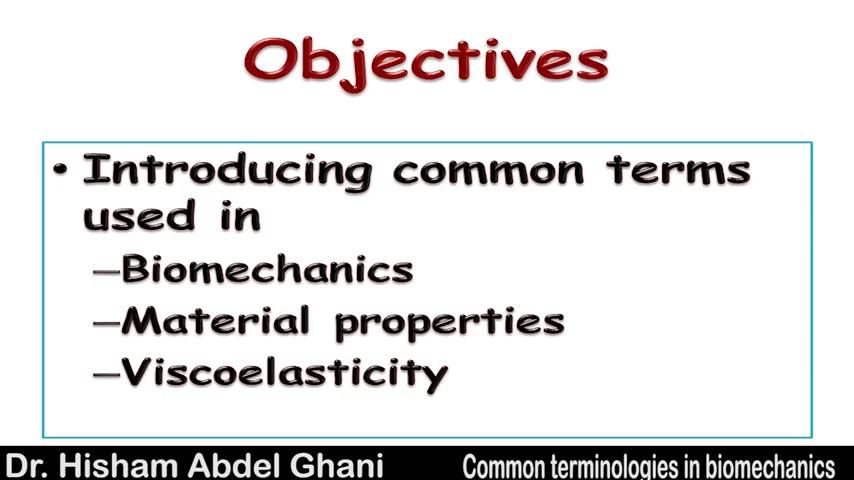 Objectives
• Introducing common terms
used in
–Biomechanics
–Material properties
–Viscoelasticity
Dr. Hisham Abdel Ghani
Common terminologies in biomechanics